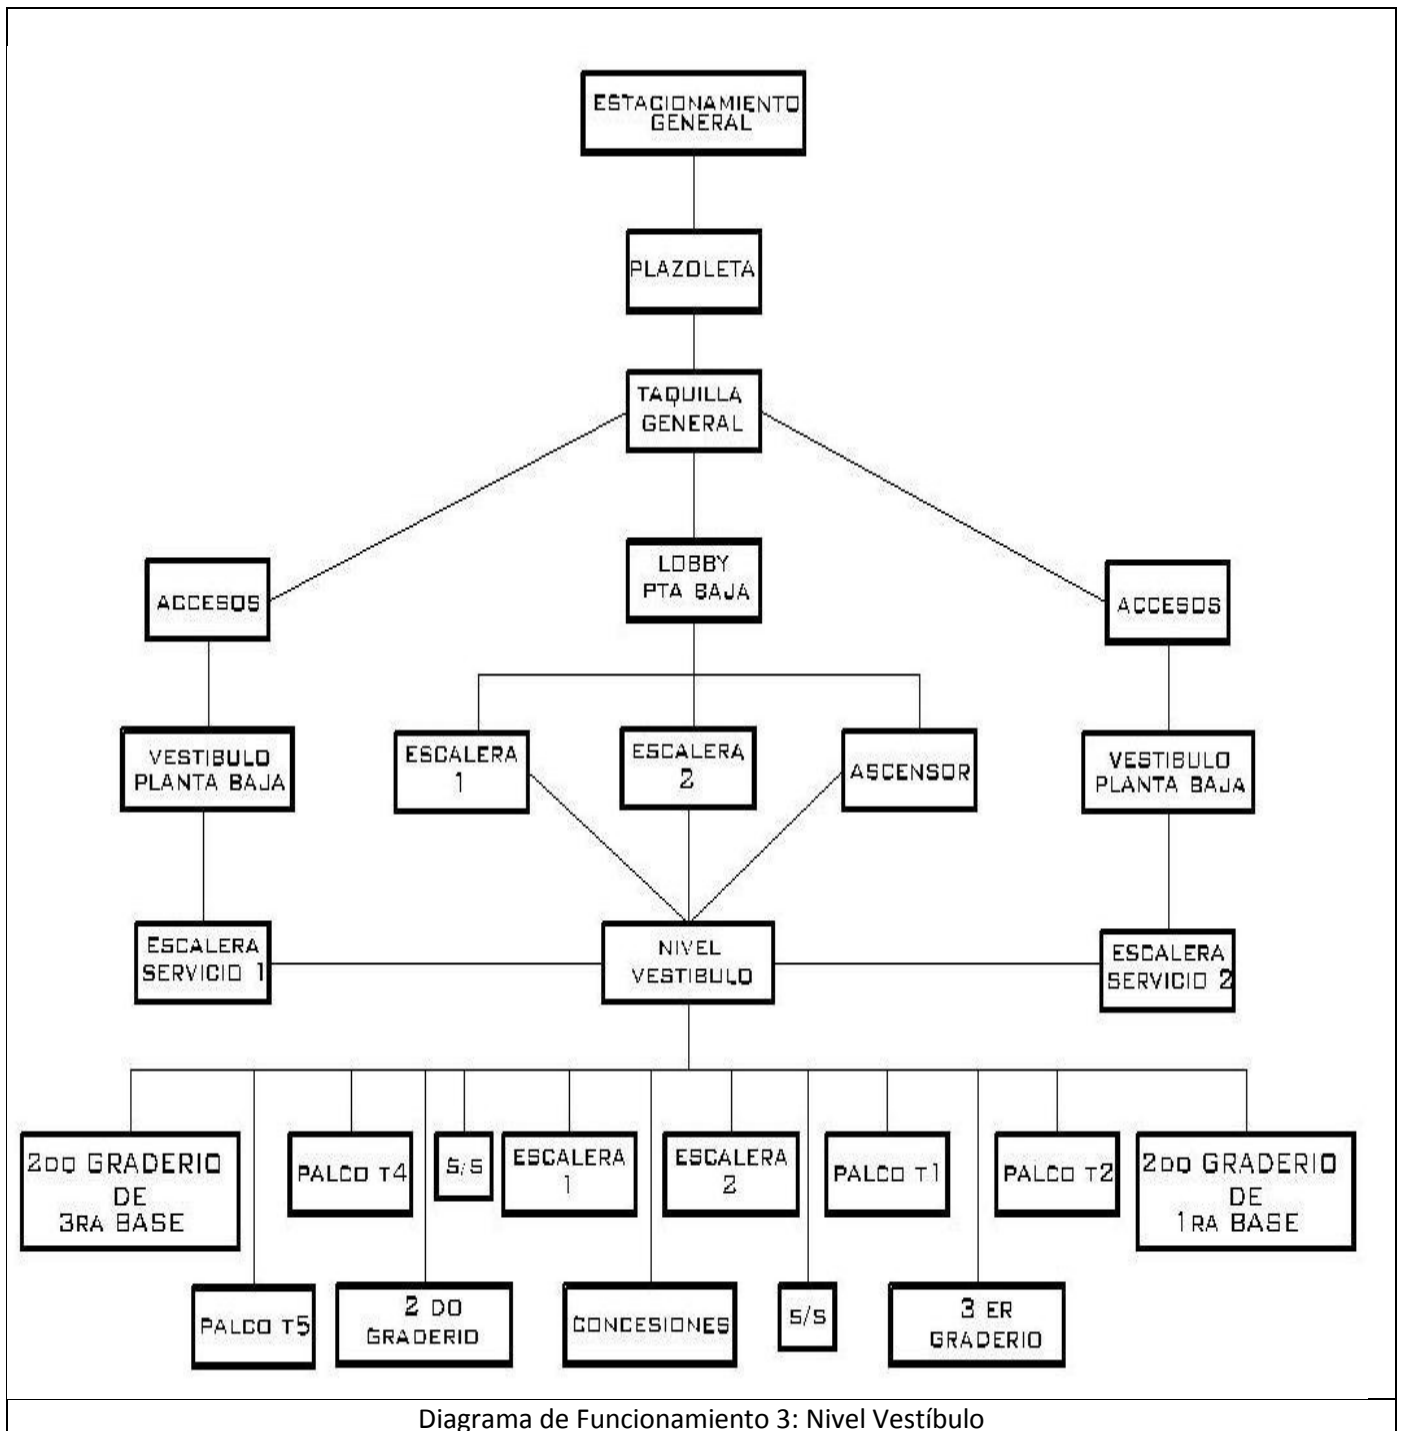 ESTACIONAMIENTO
GENERAL
PLAZOLETA
TAQUILLA
GENERAL
LOBBY
PTA BAJA
ACCESOS
ACCESOS
VESTIBULO
PLANTA BAJA
ESCALERA
1
ESCALERA
2
ASCENSOR
VESTIBULO
PLANTA BAJA
ESCALERA
SERVICIO 1
NIVEL
VESTIBULO
ESCALERA
SERVICIO 2
2DO GRADERIO
DE
3RA BASE
PALCO T4
S/S
ESCALERA
1
ESCALERA
2
PALCO T1
PALCO T2
2DO GRADERIO
DE
1RA BASE
PALCO T5
2 DO
GRADERIO
CONCESIONES
S/S
3 ER
GRADERIO
Diagrama de Funcionamiento 3: Nivel Vestíbulo